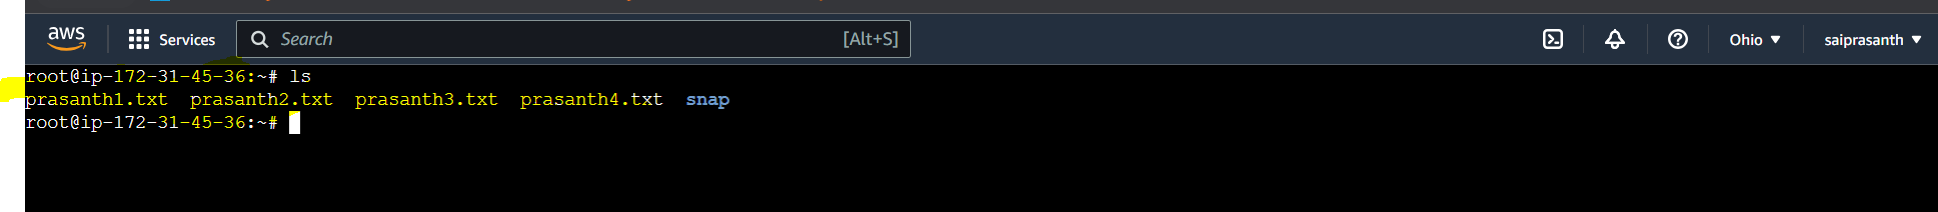 aws Services Search [Alt+S] Ohio saiprasanth
root@ip-172-31-45-36:~# ls
prasanth1.txt prasanth2.txt prasanth3.txt prasanth4.txt snap
root@ip-172-31-45-36:~#